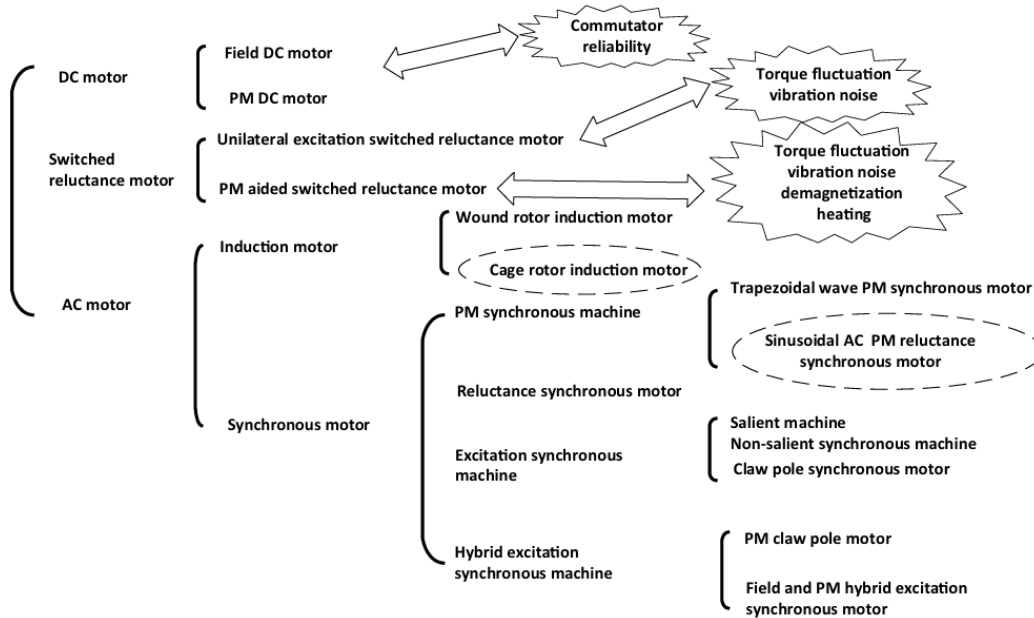 Commutator
reliability
Field DC motor
DC motor
PM DC motor
Torque fluctuation
vibration noise
Unilateral excitation switched reluctance motor
Switched
reluctance motor
PM aided switched reluctance motor
Torque fluctuation
vibration noise
demagnetization
heating
Wound rotor induction motor
Induction motor
Cage rotor induction motor
AC motor
PM synchronous machine
Trapezoidal wave PM synchronous motor
Sinusoidal AC PM reluctance
synchronous motor
Reluctance synchronous motor
Synchronous motor
Salient machine
Non-salient synchronous machine
Claw pole synchronous motor
Excitation synchronous
machine
Hybrid excitation
synchronous machine
PM claw pole motor
Field and PM hybrid excitation
synchronous motor